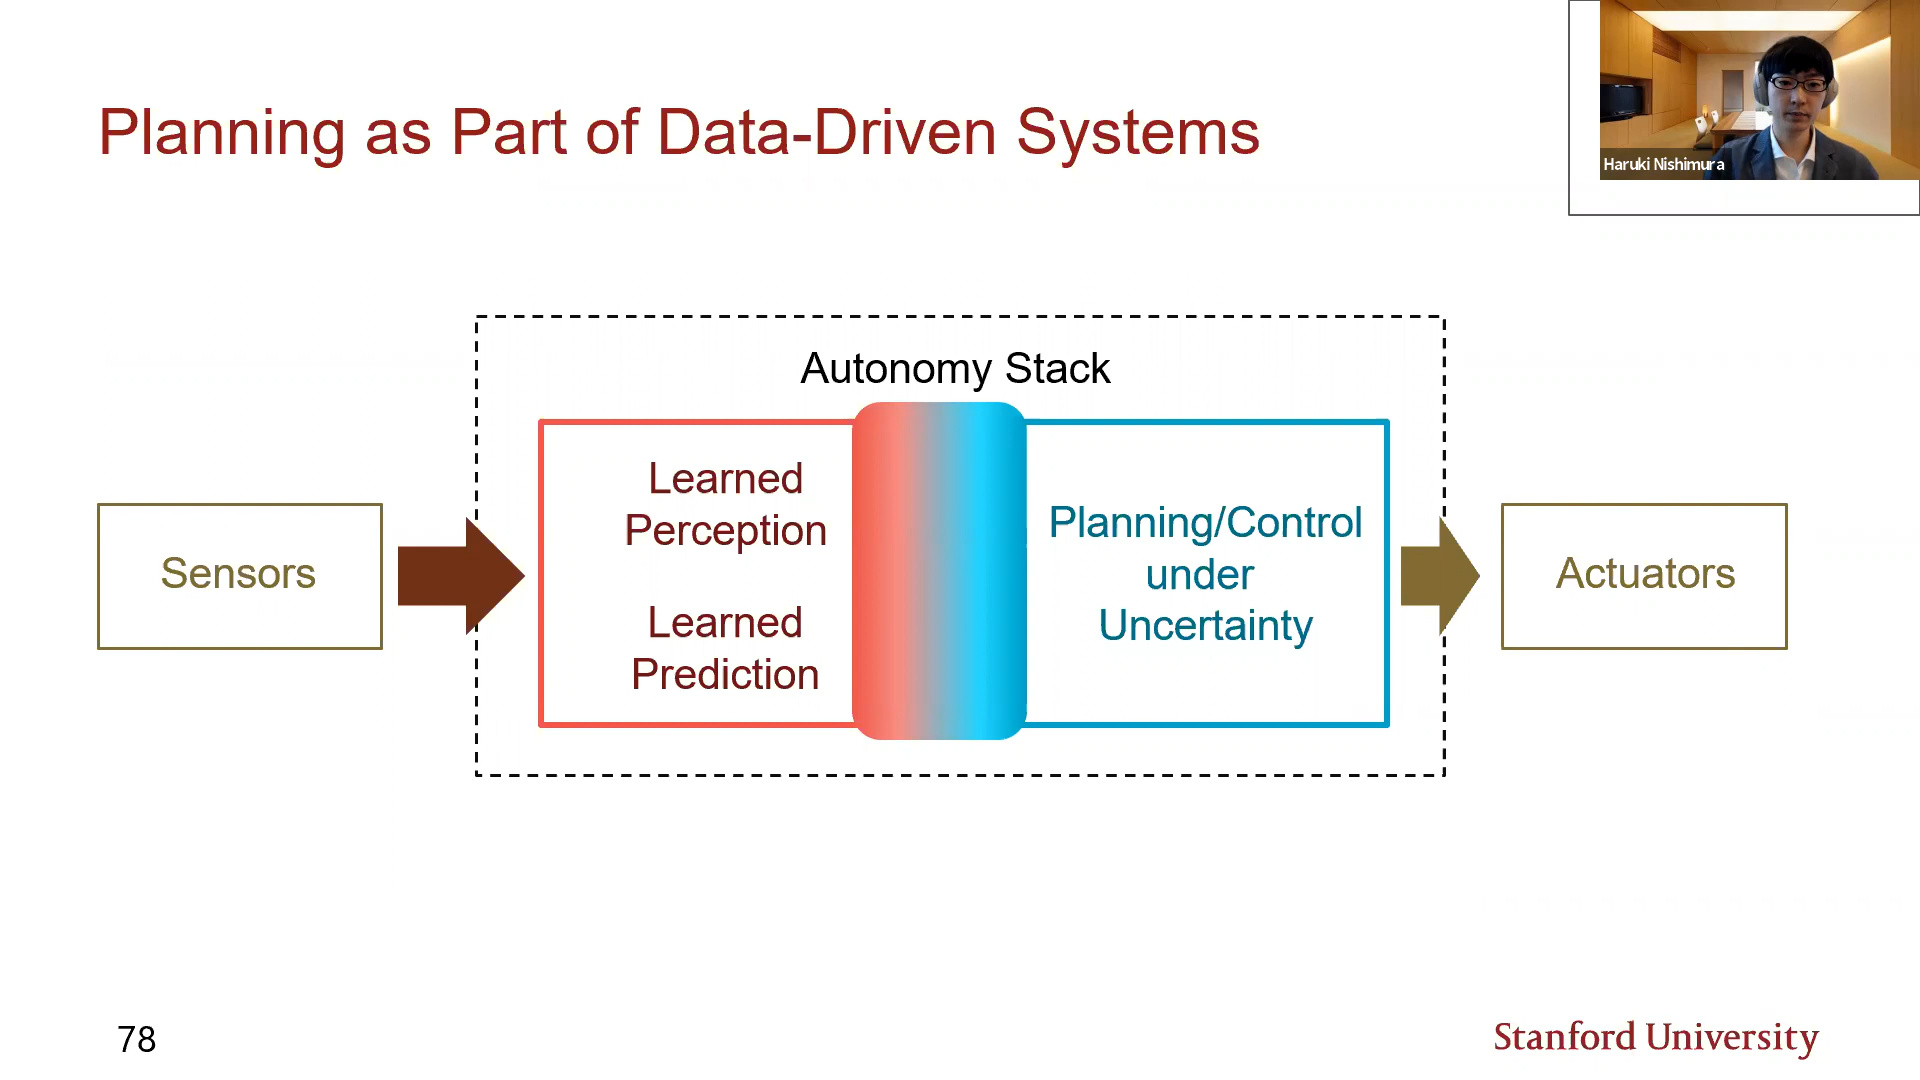 Planning as Part of Data-Driven Systems
Haruki Nishimura
Autonomy Stack
Sensors
Learned
Perception
Learned
Prediction
Planning/Control
under
Uncertainty
Actuators
78
Stanford University